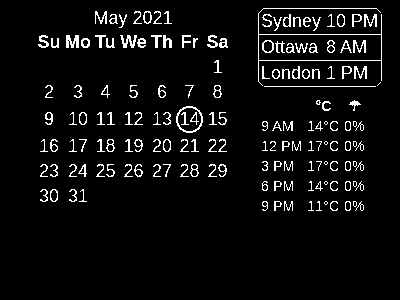 May 2021
Su Mo Tu We Th Fr Sa
1
2 3 4 5 6 7 8
9 10 11 12 13 14 15
16 17 18 19 20 21 22
23 24 25 26 27 28 29
30 31
Sydney 10 PM
Ottawa 8 AM
London 1 PM
°C ☂
9 AM 14°C 0%
12 PM 17°C 0%
3 PM 17°C 0%
6 PM 14°C 0%
9 PM 11°C 0%